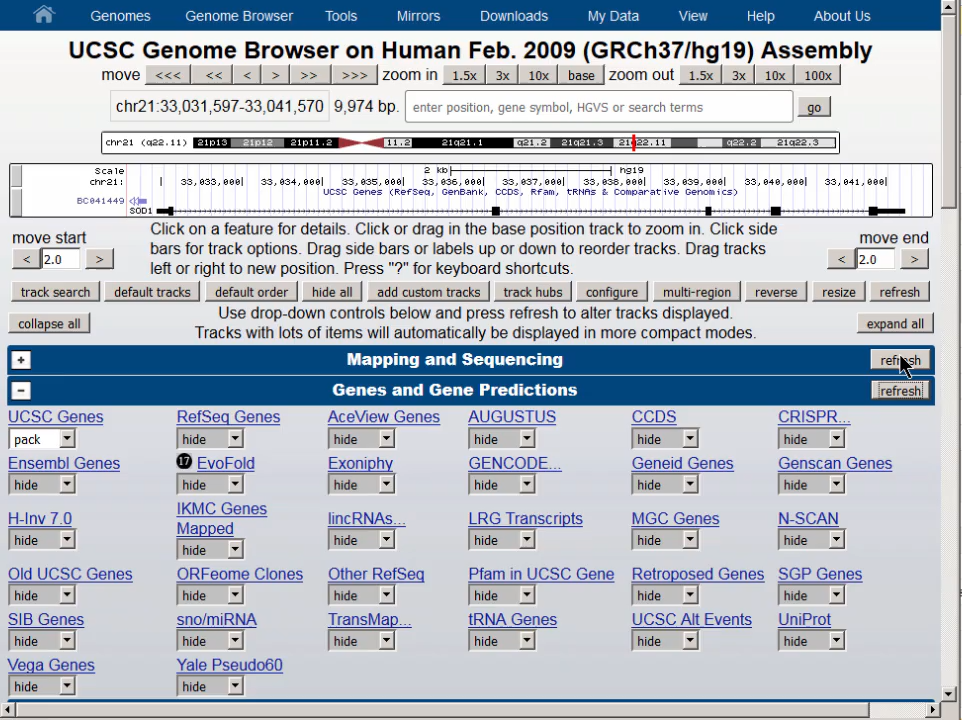 Genomes Genome Browser Tools Mirrors Downloads My Data View Help About Us
UCSC Genome Browser on Human Feb. 2009 (GRCh37/hg19) Assembly
move <<< << < > >> >>> zoom in 1.5x 3x 10x base zoom out 1.5x 3x 10x 100x
chr21:33,031,597-33,041,570 9,974 bp. enter position, gene symbol, HGVS or search terms go
chr21 (q22.11) 21p13 21p12 21p11.2 11.2 21q21.1 q21.2 21q21.3 21q22.11 q22.2 21q22.3
Scale 2 kb hg19
chr21: 33,033,000 33,034,000 33,035,000 33,036,000 33,037,000 33,038,000 33,039,000 33,040,000 33,041,000
UCSC Genes (RefSeq, GenBank, CCDS, Rfam, tRNAs & Comparative Genomics)
BC041449
SOD1
move start
< 2.0 >
Click on a feature for details. Click or drag in the base position track to zoom in. Click side
bars for track options. Drag side bars or labels up or down to reorder tracks. Drag tracks
left or right to new position. Press "?" for keyboard shortcuts.
move end
< 2.0 >
track search default tracks default order hide all add custom tracks track hubs configure multi-region reverse resize refresh
collapse all
Use drop-down controls below and press refresh to alter tracks displayed.
Tracks with lots of items will automatically be displayed in more compact modes.
expand all
+ Mapping and Sequencing refresh
- Genes and Gene Predictions refresh
UCSC Genes RefSeq Genes AceView Genes AUGUSTUS CCDS CRISPR...
pack hide hide hide hide hide
Ensembl Genes 17 EvoFold Exoniphy GENCODE... Geneid Genes Genscan Genes
hide hide hide hide hide hide
H-Inv 7.0 IKMC Genes Mapped lincRNAs... LRG Transcripts MGC Genes N-SCAN
hide hide hide hide hide hide
Old UCSC Genes ORFeome Clones Other RefSeq Pfam in UCSC Gene Retroposed Genes SGP Genes
hide hide hide hide hide hide
SIB Genes sno/miRNA TransMap... tRNA Genes UCSC Alt Events UniProt
hide hide hide hide hide hide
Vega Genes Yale Pseudo60
hide hide